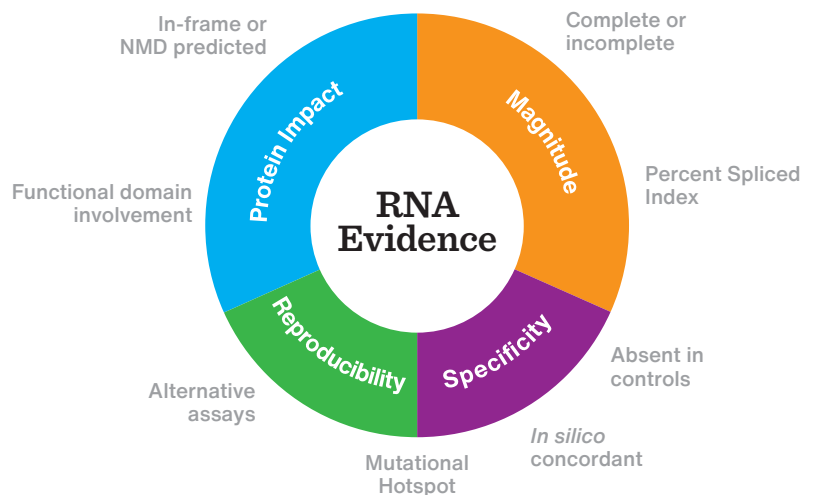 In-frame or
NMD predicted
Complete or
incomplete
Protein Impact
Magnitude
Functional domain
involvement
Percent Spliced
Index
RNA
Evidence
Reproducibility
Specificity
Absent in
controls
Alternative
assays
In silico
concordant
Mutational
Hotspot